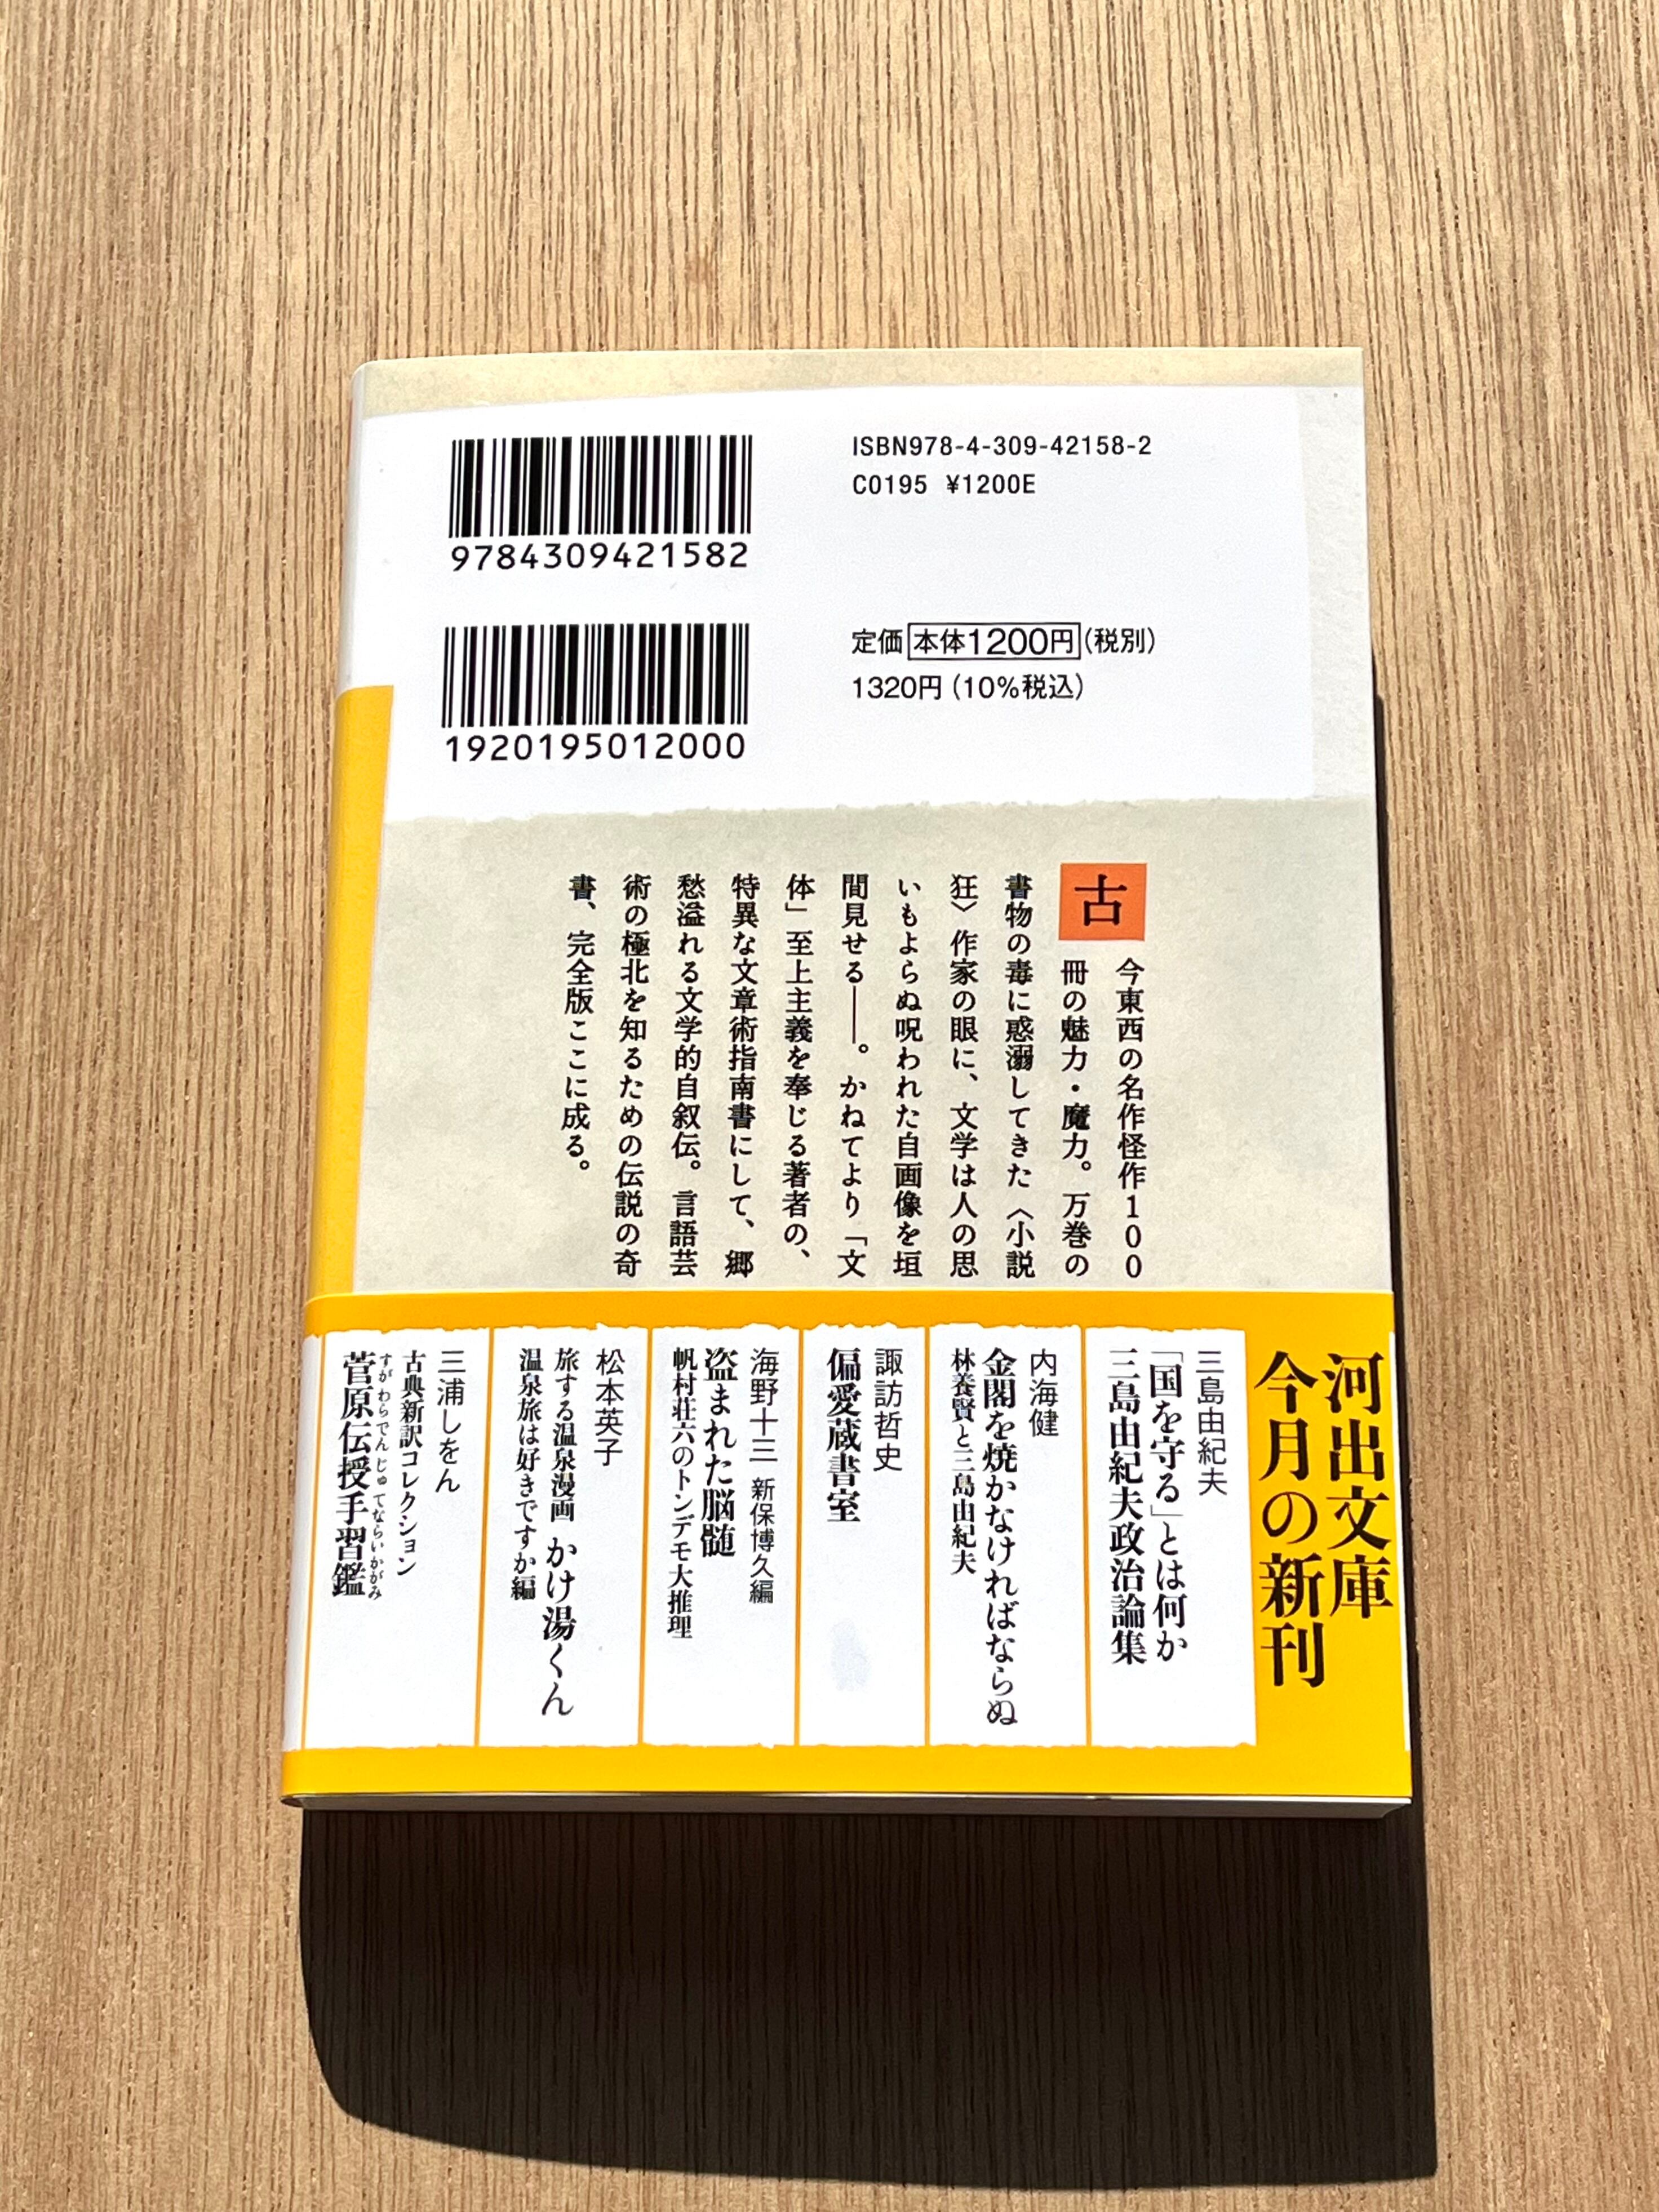 ISBN978-4-309-42158-2
C0195 ¥1200E
9784309421582
定価 本体1200円(税別)
1320円(10%税込)
1920195012000
古
今東西の名作怪作100
冊の魅力・魔力。万巻の
書物の毒に惑溺してきた〈小説
狂〉作家の眼に、文学は人の思
いもよらぬ呪われた自画像を垣
間見せる――。かねてより「文
体」至上主義を奉じる著者の、
特異な文章術指南書にして、郷
愁溢れる文学的自叙伝。言語芸
術の極北を知るための伝説の奇
書、完全版ここに成る。
河出文庫
今月の新刊
三島由紀夫
「国を守る」とは何か
三島由紀夫政治論集
内海健
金閣を焼かなければならぬ
林養賢と三島由紀夫
諏訪哲史
偏愛蔵書室
海野十三 新保博久編
盗まれた脳髄
帆村荘六のトンデモ大推理
松本英子
旅する温泉漫画 かけ湯くん
温泉旅は好きですか編
三浦しをん
古典新訳コレクション
すがわらでんじゅてならいかがみ
菅原伝授手習鑑